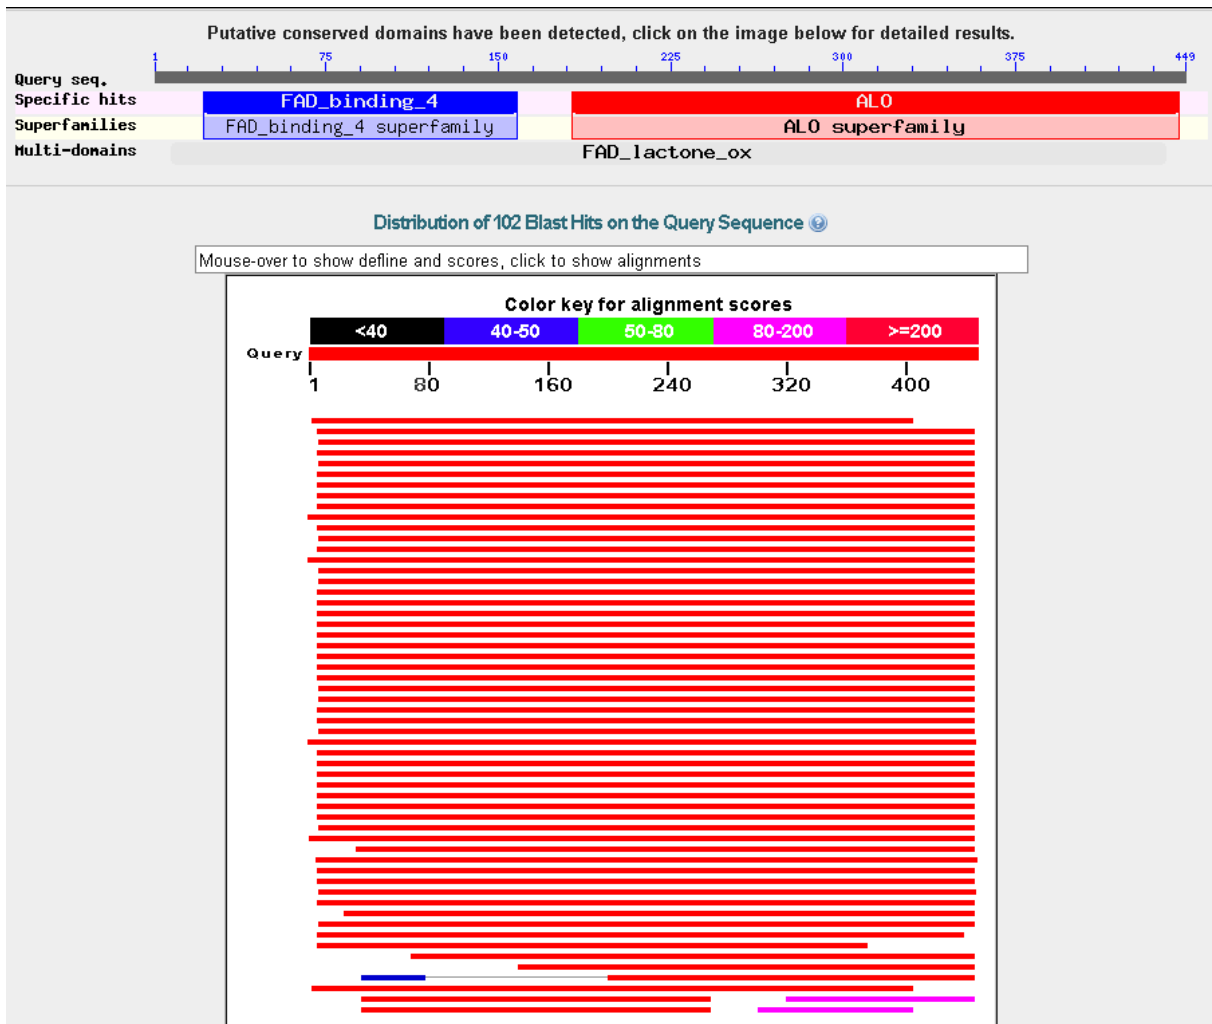 Putative conserved domains have been detected, click on the image below for detailed results.
1 75 150 225 300 375 449
Query seq.
Specific hits FAD_binding_4 ALO
Superfamilies FAD_binding_4 superfamily ALO superfamily
Multi-domains FAD_lactone_ox
Distribution of 102 Blast Hits on the Query Sequence ?
Mouse-over to show defline and scores, click to show alignments
Color key for alignment scores
<40 40-50 50-80 80-200 >=200
Query
1 80 160 240 320 400